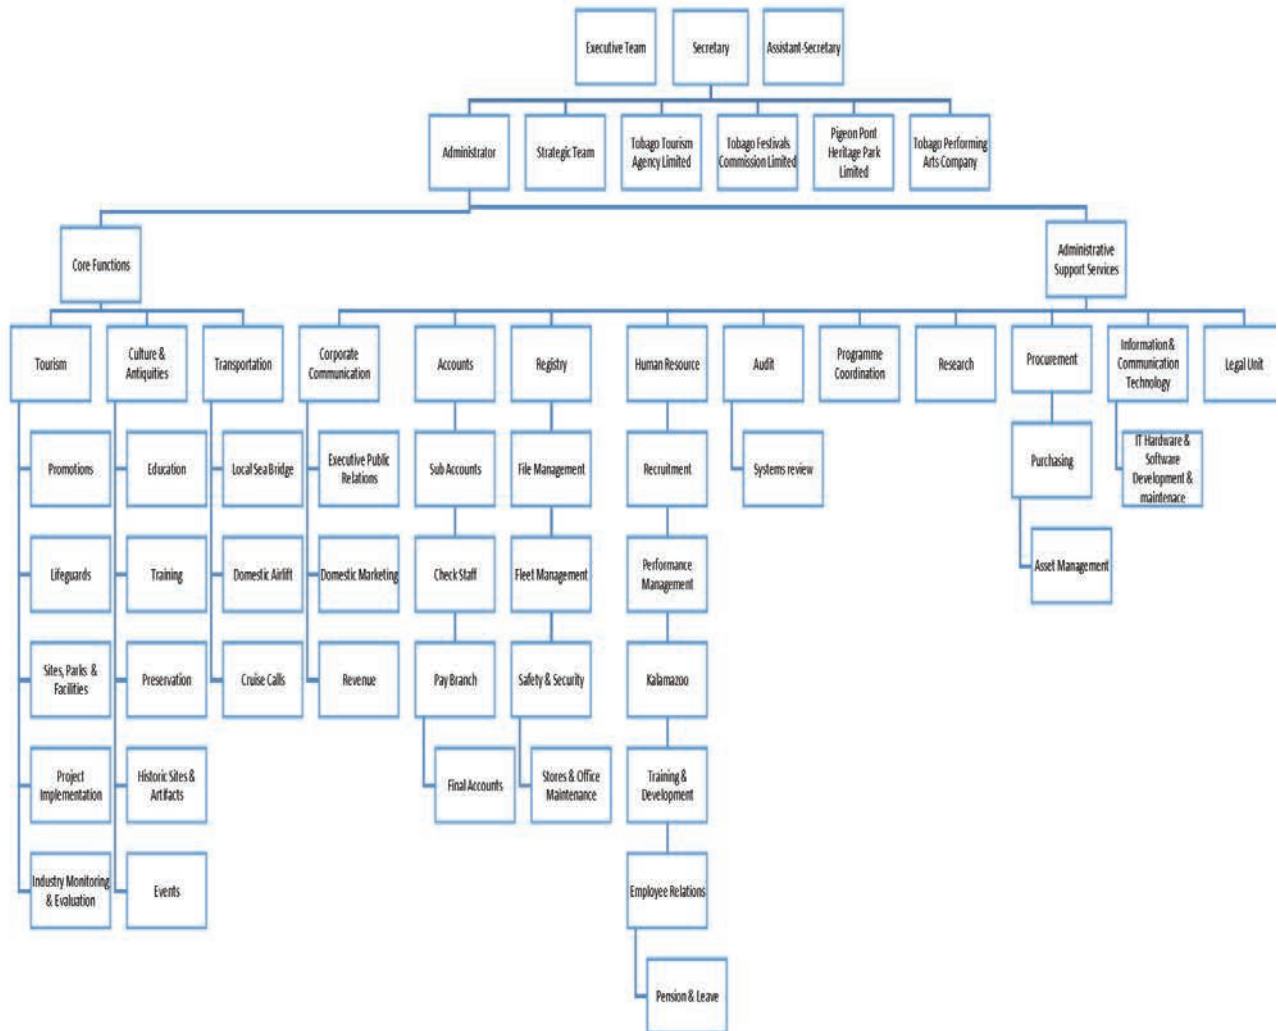 Executive Team
Secretary
Assistant-Secretary
Administrator
Strategic Team
Tobago Tourism
Agency Limited
Tobago Festivals
Commission Limited
Pigeon Pont
Heritage Park
Limited
Tobago Performing
Arts Company
Core Functions
Administrative
Support Services
Tourism
Culture &
Antiquities
Transportation
Corporate
Communication
Accounts
Registry
Human Resource
Audit
Programme
Coordination
Research
Procurement
Information &
Communication
Technology
Legal Unit
Promotions
Education
Local Sea Bridge
Executive Public
Relations
Sub Accounts
File Management
Recruitment
Systems review
Purchasing
IT Hardware &
Software
Development &
maintenace
Lifeguards
Training
Domestic Airlift
Domestic Marketing
Check Staff
Fleet Management
Performance
Management
Asset Management
Sites, Parks &
Facilities
Preservation
Cruise Calls
Revenue
Pay Branch
Safety & Security
Kalamazoo
Project
Implementation
Historic Sites &
Artifacts
Final Accounts
Stores & Office
Maintenance
Training &
Development
Industry Monitoring
& Evaluation
Events
Employee Relations
Pension & Leave